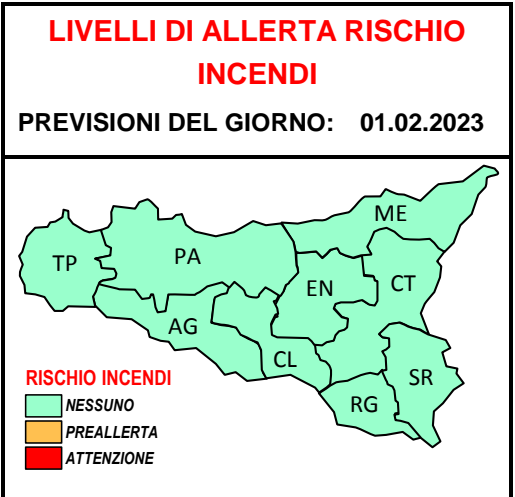 LIVELLI DI ALLERTA RISCHIO
INCENDI
PREVISIONI DEL GIORNO: 01.02.2023
ME
TP
PA
EN
CT
AG
CL
SR
RG
RISCHIO INCENDI
NESSUNO
PREALLERTA
ATTENZIONE